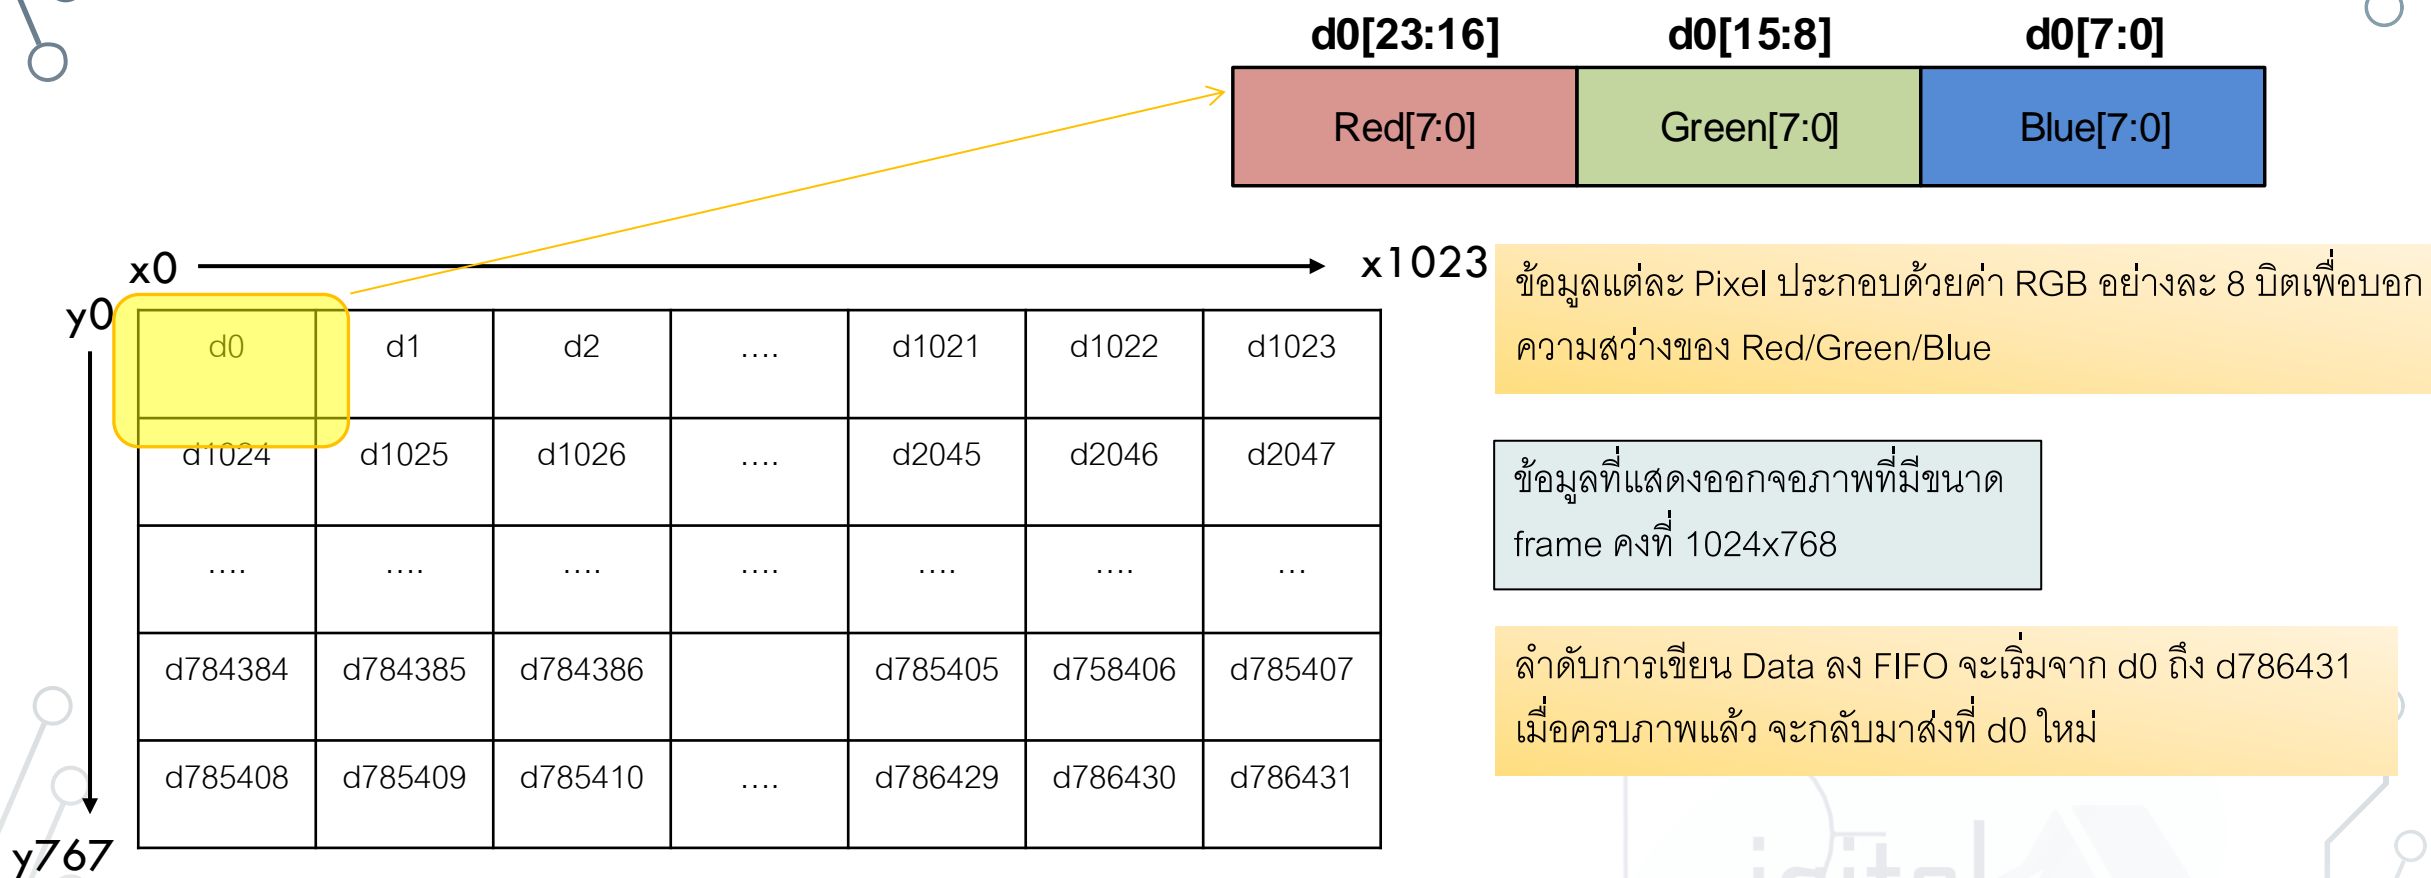 d0[23:16] d0[15:8] d0[7:0]
Red[7:0] Green[7:0] Blue[7:0]
x0 x1023
y0
d0 d1 d2 .... d1021 d1022 d1023
d1024 d1025 d1026 .... d2045 d2046 d2047
.... .... .... .... .... .... ...
d784384 d784385 d784386 d785405 d758406 d785407
d785408 d785409 d785410 .... d786429 d786430 d786431
y767
ข้อมูลแต่ละ Pixel ประกอบด้วยค่า RGB อย่างละ 8 บิตเพื่อบอก
ความสว่างของ Red/Green/Blue
ข้อมูลที่แสดงออกจอภาพที่มีขนาด
frame คงที่ 1024x768
ลำดับการเขียน Data ลง FIFO จะเริ่มจาก d0 ถึง d786431
เมื่อครบภาพแล้ว จะกลับมาส่งที่ d0 ใหม่